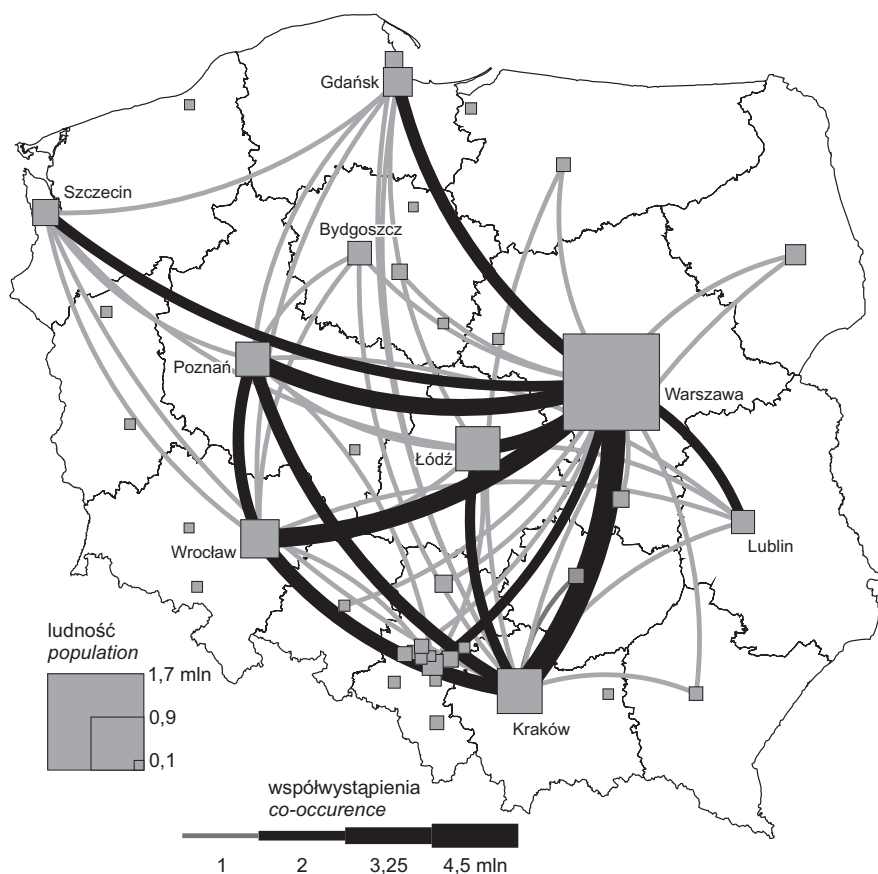 Gdańsk
Szczecin
Bydgoszcz
Poznań
Warszawa
Łódź
Wrocław
Lublin
Kraków
ludność
population
1,7 mln
0,9
0,1
współwystąpienia
co-occurence
1 2 3,25 4,5 mln